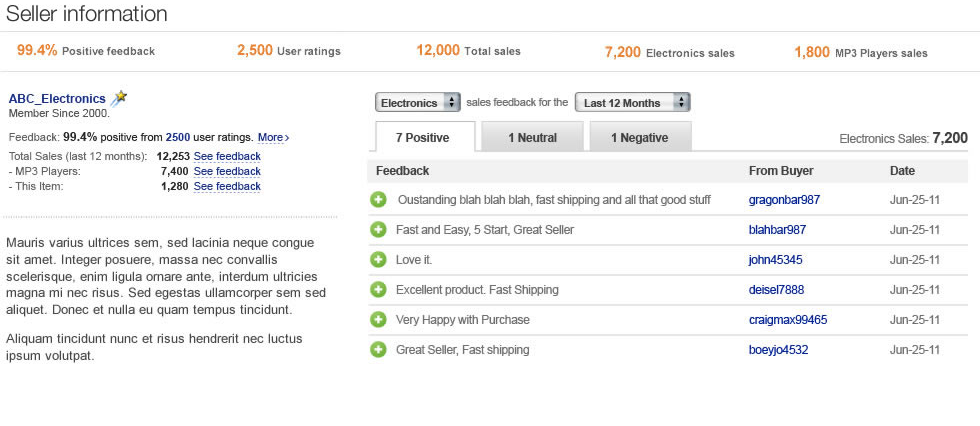 Seller information
99.4% Positive feedback 2,500 User ratings 12,000 Total sales 7,200 Electronics sales 1,800 MP3 Players sales
ABC_Electronics
Member Since 2000.
Feedback: 99.4% positive from 2500 user ratings. More›
Total Sales (last 12 months): 12,253 See feedback
- MP3 Players: 7,400 See feedback
- This Item: 1,280 See feedback
Mauris varius ultrices sem, sed lacinia neque congue
sit amet. Integer posuere, massa nec convallis
scelerisque, enim ligula ornare ante, interdum ultricies
magna mi nec risus. Sed egestas ullamcorper sem sed
aliquet. Donec et nulla eu quam tempus tincidunt.
Aliquam tincidunt nunc et risus hendrerit nec luctus
ipsum volutpat.
Electronics sales feedback for the Last 12 Months
7 Positive 1 Neutral 1 Negative Electronics Sales: 7,200
Feedback From Buyer Date
Oustanding blah blah blah, fast shipping and all that good stuff gragonbar987 Jun-25-11
Fast and Easy, 5 Start, Great Seller blahbar987 Jun-25-11
Love it. john45345 Jun-25-11
Excellent product. Fast Shipping deisel7888 Jun-25-11
Very Happy with Purchase craigmax99465 Jun-25-11
Great Seller, Fast shipping boeyjo4532 Jun-25-11